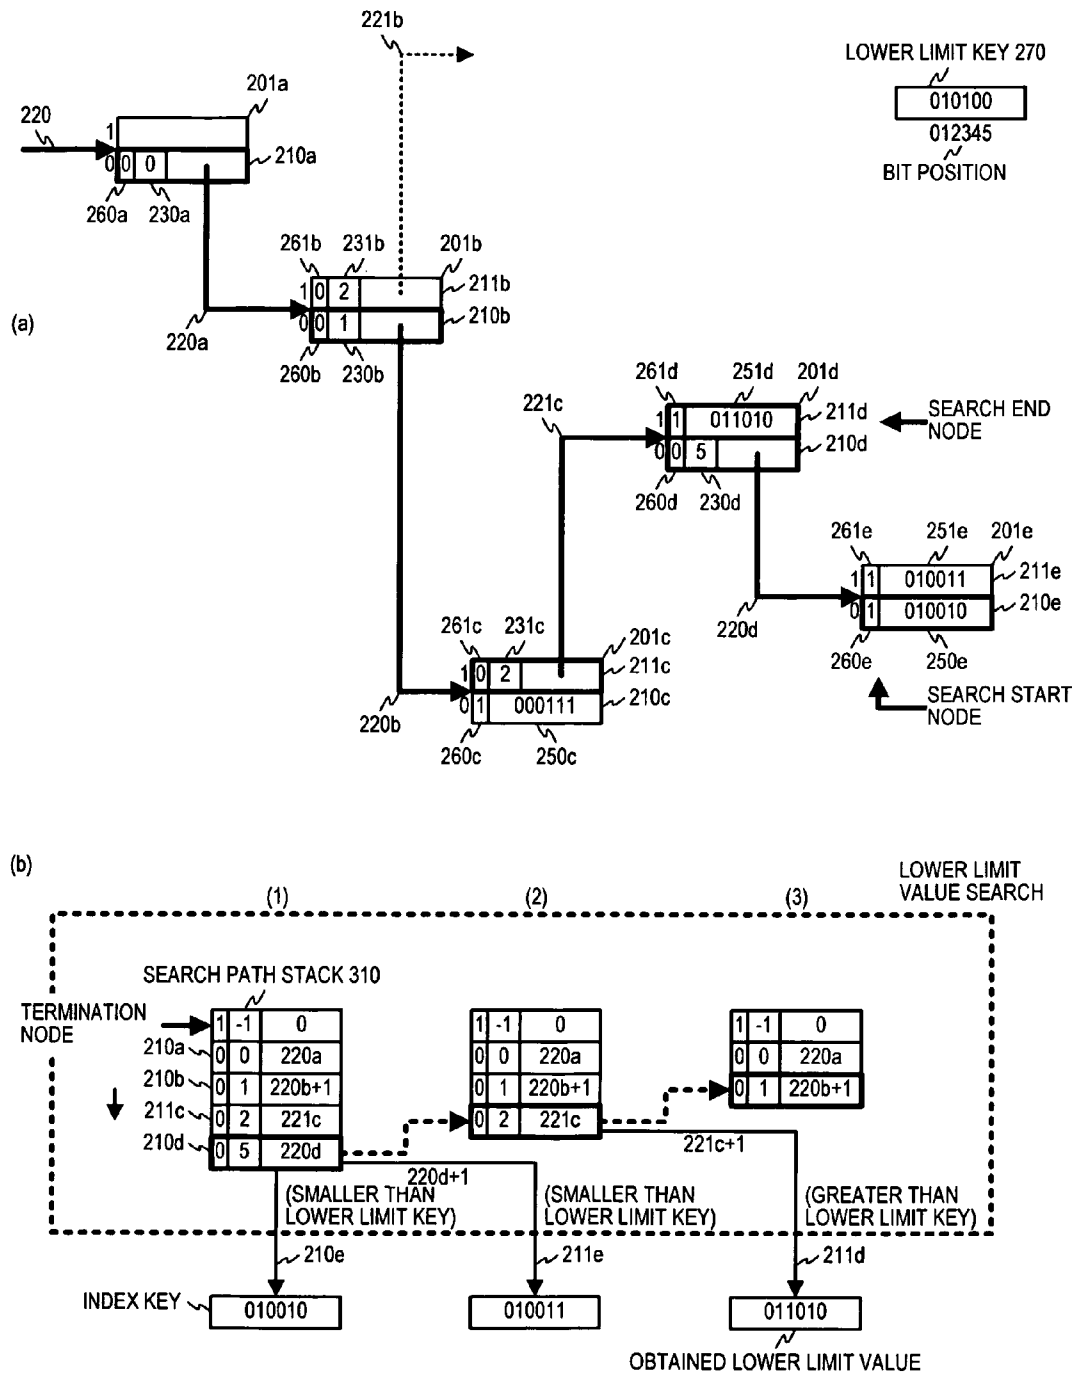 (a)
221b
LOWER LIMIT KEY 270
010100
012345
BIT POSITION
220
201a
1
0 0 0
210a
260a 230a
261b 231b 201b
1 0 2
211b
0 0 1
210b
220a
260b 230b
221c
261d 251d 201d
1 1 011010
211d
0 0 5
210d
SEARCH END
NODE
260d 230d
261e 251e 201e
1 1 010011
211e
0 1 010010
210e
220d
260e 250e
SEARCH START
NODE
261c 231c 201c
1 0 2
211c
0 1 000111
210c
220b
260c 250c
(b)
LOWER LIMIT
VALUE SEARCH
(1) (2) (3)
SEARCH PATH STACK 310
TERMINATION
NODE
1 -1 0
210a 0 0 220a
210b 0 1 220b+1
211c 0 2 221c
210d 0 5 220d
1 -1 0
0 0 220a
0 1 220b+1
0 2 221c
1 -1 0
0 0 220a
0 1 220b+1
220d+1
221c+1
(SMALLER THAN
LOWER LIMIT KEY)
(SMALLER THAN
LOWER LIMIT KEY)
(GREATER THAN
LOWER LIMIT KEY)
210e
211e
211d
INDEX KEY
010010
010011
011010
OBTAINED LOWER LIMIT VALUE